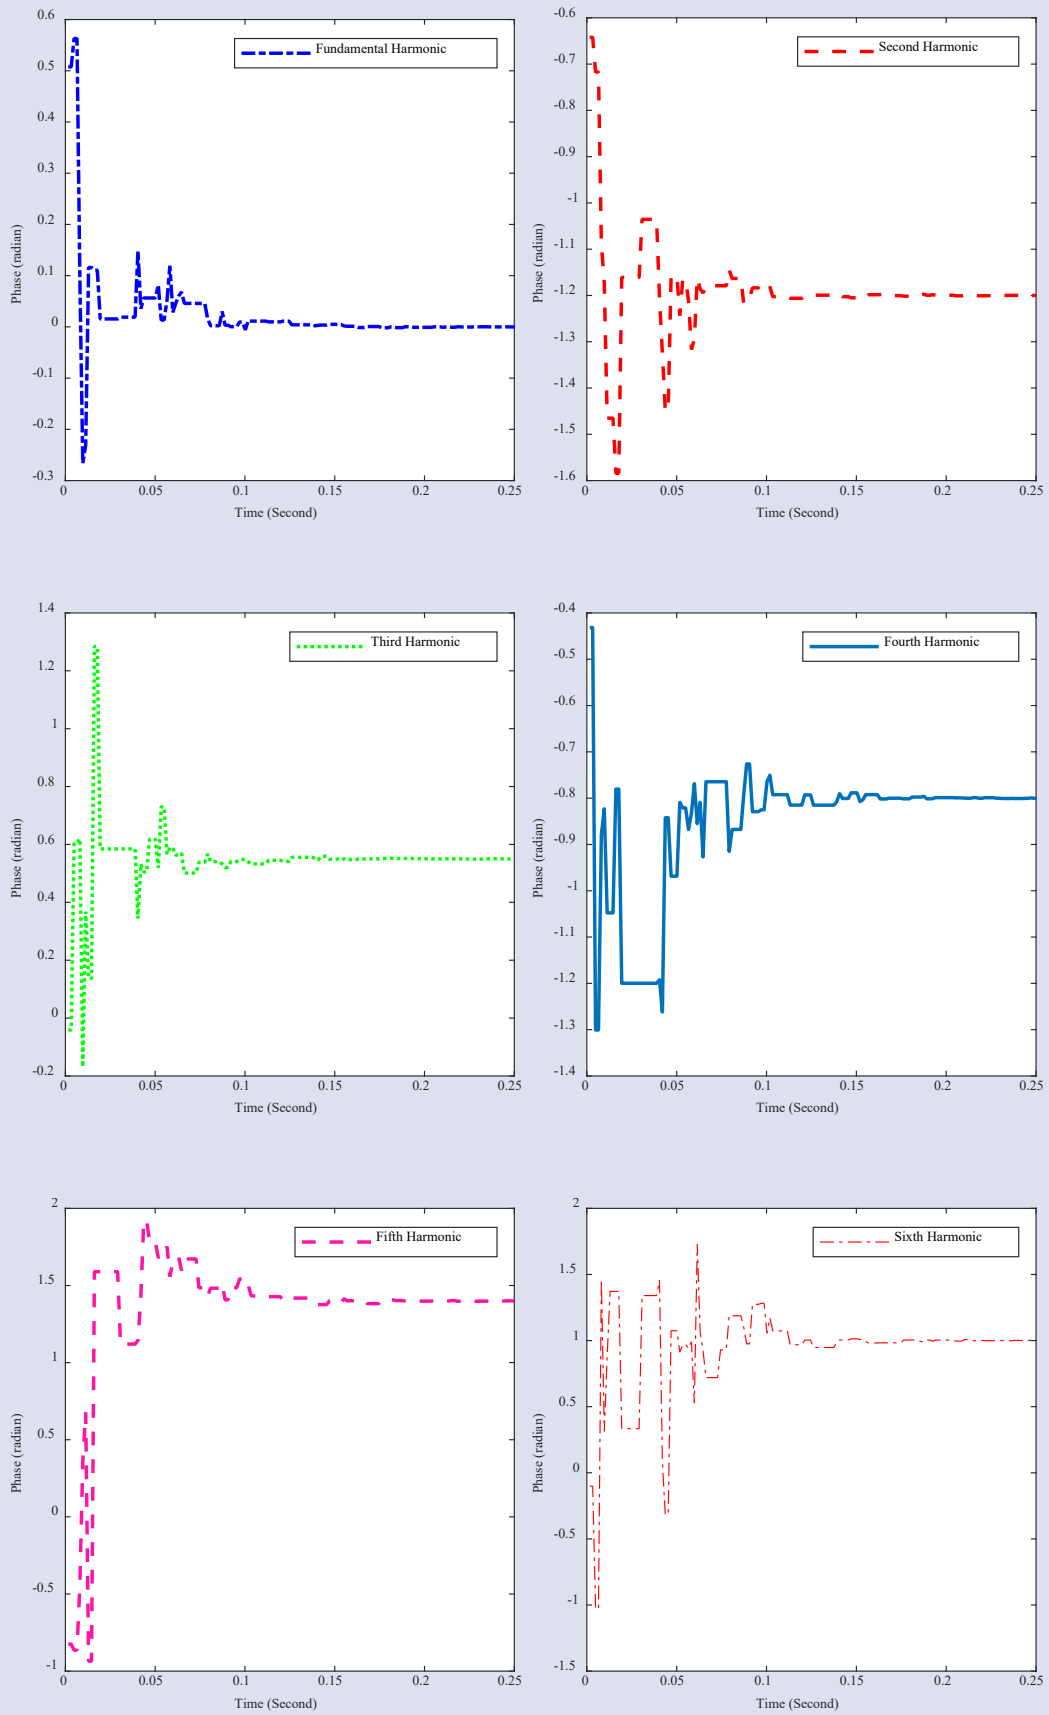 0.6
0.5
0.4
0.3
0.2
0.1
0
-0.1
-0.2
-0.3
Phase (radian)
Fundamental Harmonic
0 0.05 0.1 0.15 0.2 0.25
Time (Second)
-0.6
-0.7
-0.8
-0.9
-1
-1.1
-1.2
-1.3
-1.4
-1.5
-1.6
Phase (radian)
Second Harmonic
0 0.05 0.1 0.15 0.2 0.25
Time (Second)
1.4
1.2
1
0.8
0.6
0.4
0.2
0
-0.2
Phase (radian)
Third Harmonic
0 0.05 0.1 0.15 0.2 0.25
Time (Second)
-0.4
-0.5
-0.6
-0.7
-0.8
-0.9
-1
-1.1
-1.2
-1.3
-1.4
Phase (radian)
Fourth Harmonic
0 0.05 0.1 0.15 0.2 0.25
Time (Second)
2
1.5
1
0.5
0
-0.5
-1
Phase (radian)
Fifth Harmonic
0 0.05 0.1 0.15 0.2 0.25
Time (Second)
2
1.5
1
0.5
0
-0.5
-1
-1.5
Phase (radian)
Sixth Harmonic
0 0.05 0.1 0.15 0.2 0.25
Time (Second)